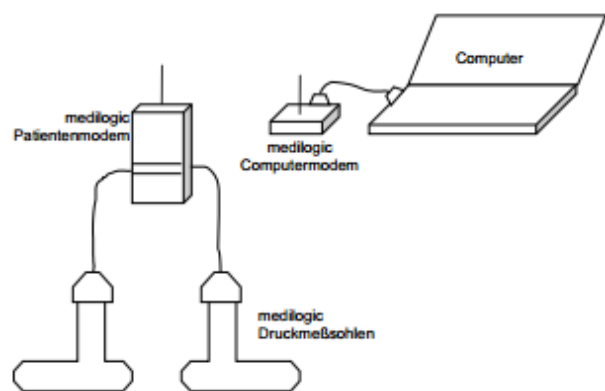 Computer
medilogic
Patientenmodem
medilogic
Computermodem
medilogic
Druckmeßsohlen